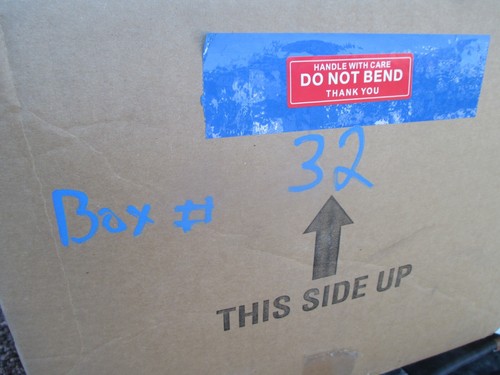 HANDLE WITH CARE
DO NOT BEND
THANK YOU
Box # 32
THIS SIDE UP